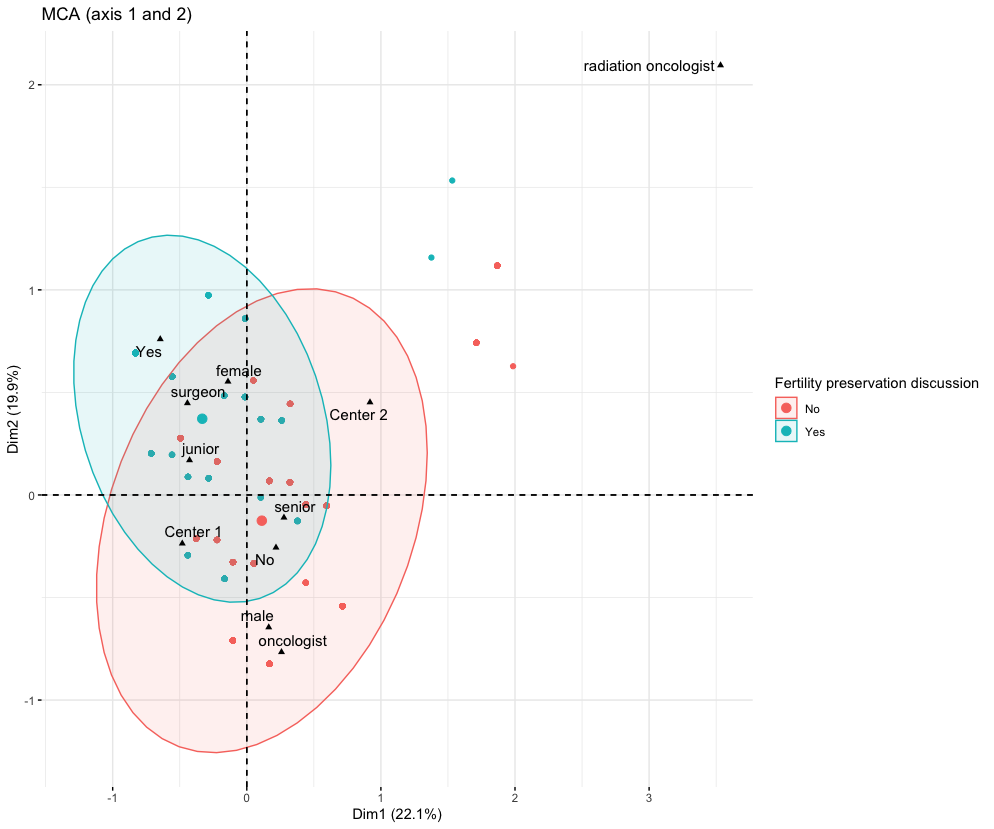 MCA (axis 1 and 2)
radiation oncologist
2
1
Yes
female
surgeon
Center 2
junior
Dim2 (19.9%)
Fertility preservation discussion
No
Yes
0
senior
Center 1
No
male
oncologist
-1
-1
0
1
2
3
Dim1 (22.1%)